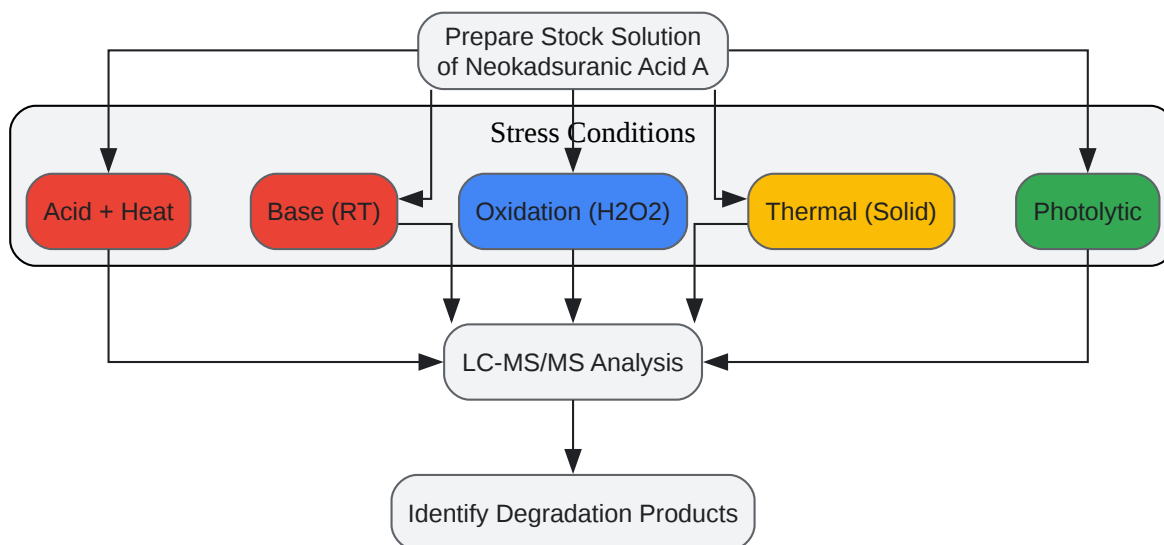 Prepare Stock Solution
of Neokadsuranic Acid A
Stress Conditions
Acid + Heat
Base (RT)
Oxidation (H2O2)
Thermal (Solid)
Photolytic
LC-MS/MS Analysis
Identify Degradation Products